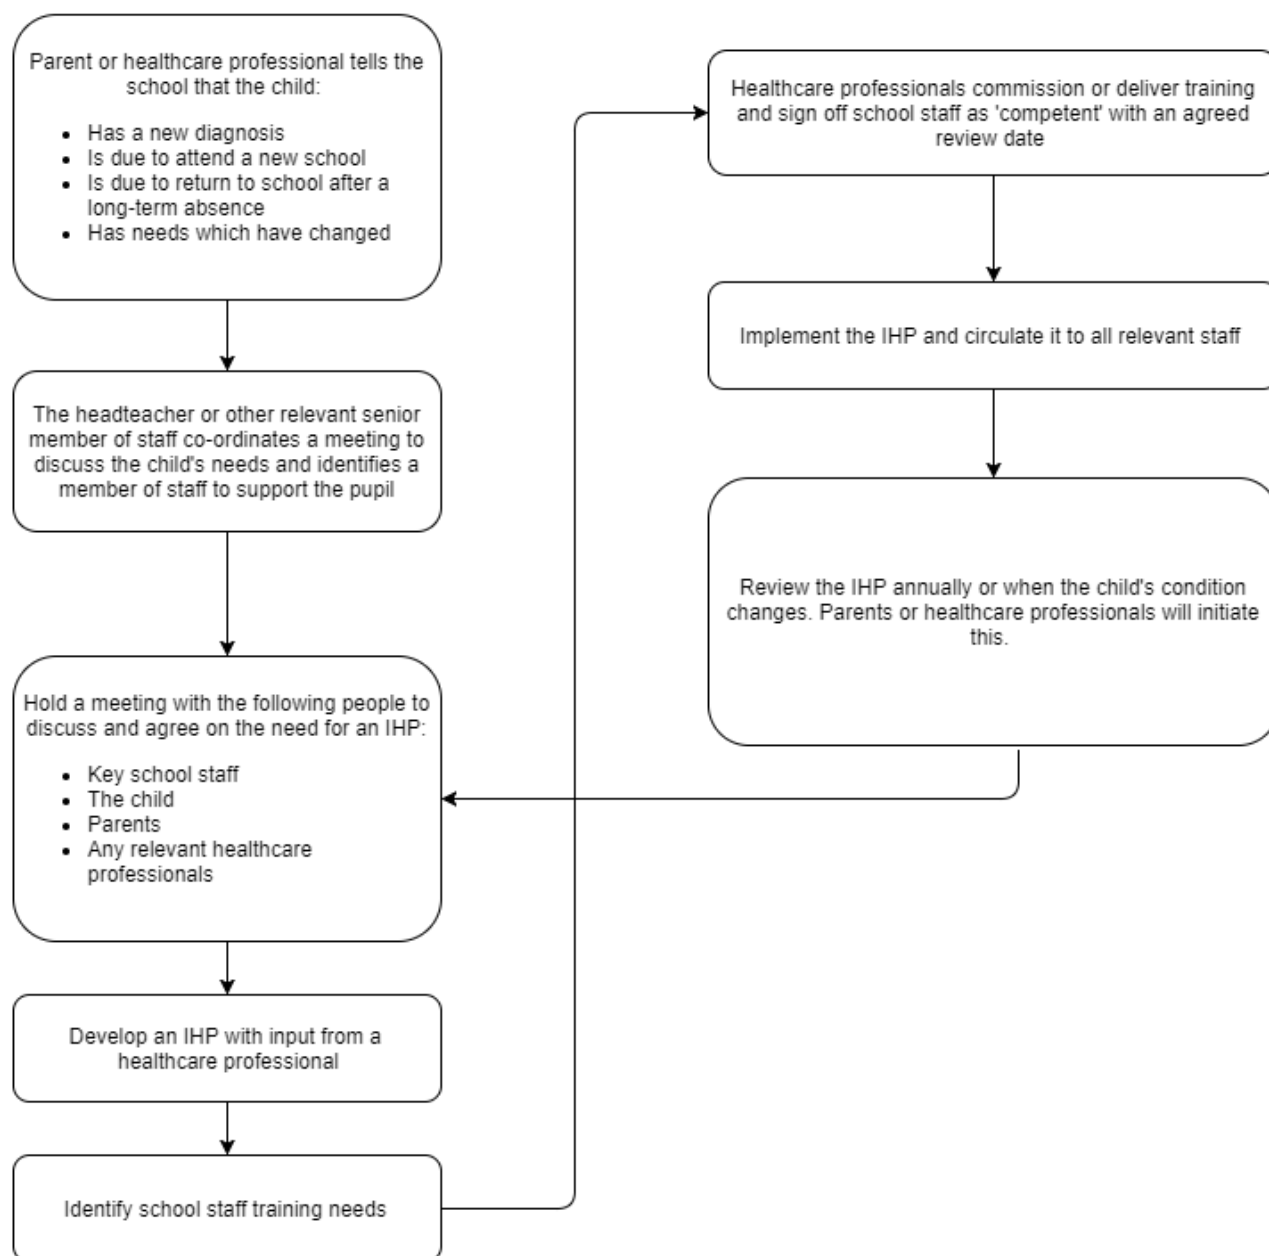 Parent or healthcare professional tells the
school that the child:
• Has a new diagnosis
• Is due to attend a new school
• Is due to return to school after a
long-term absence
• Has needs which have changed
The headteacher or other relevant senior
member of staff co-ordinates a meeting to
discuss the child's needs and identifies a
member of staff to support the pupil
Hold a meeting with the following people to
discuss and agree on the need for an IHP:
• Key school staff
• The child
• Parents
• Any relevant healthcare
professionals
Develop an IHP with input from a
healthcare professional
Identify school staff training needs
Healthcare professionals commission or deliver training
and sign off school staff as 'competent' with an agreed
review date
Implement the IHP and circulate it to all relevant staff
Review the IHP annually or when the child's condition
changes. Parents or healthcare professionals will initiate
this.